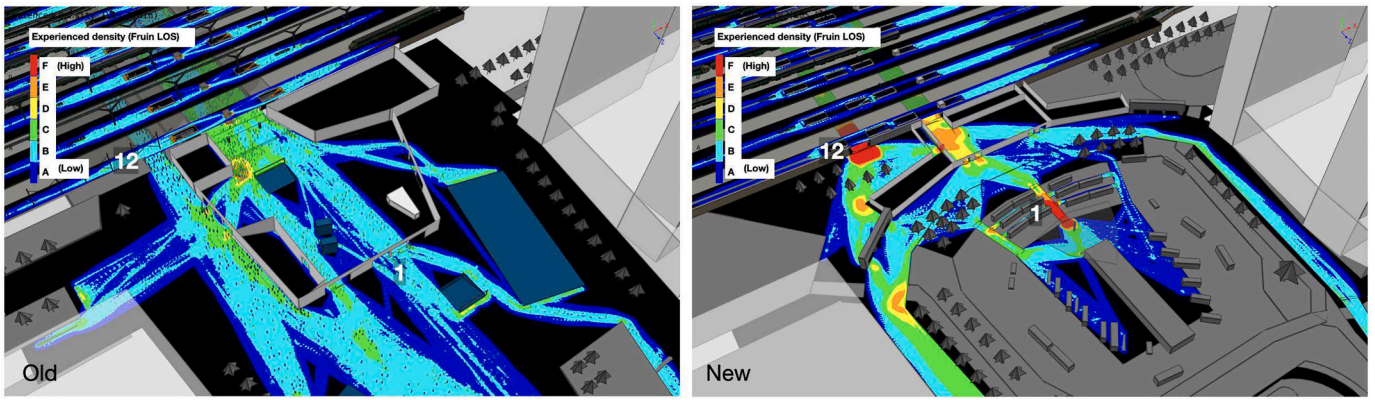 Experienced density (Fruin LOS)
F (High)
E
D
C
B
A (Low)
12
1
Old
Experienced density (Fruin LOS)
F (High)
E
D
C
B
A (Low)
12
1
New